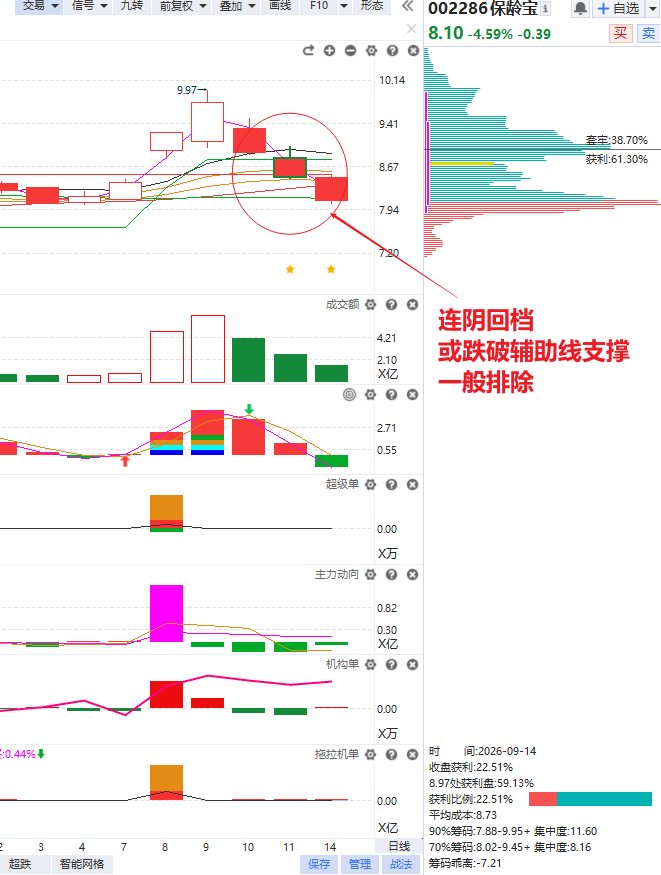 交易 信号 九转 前复权 叠加 画线 F10 形态
002286 保龄宝
自选
8.10 -4.59% -0.39
买 卖
10.14
9.97
9.41
8.67
7.94
7.20
套牢:38.70%
获利:61.30%
连阴回档
或跌破辅助线支撑
一般排除
成交额
4.21
2.10
X亿
2.71
0.55
超级单
0.00
X万
主力动向
0.82
0.30
X亿
机构单
0.00
X万
:0.44%
拖拉机单
0.00
X亿
时 间:2026-09-14
收盘获利:22.51%
8.97处获利盘:59.13%
获利比例:22.51%
平均成本:8.73
90%筹码:7.88-9.95+ 集中度:11.60
70%筹码:8.02-9.45+ 集中度:8.16
筹码乖离:-7.21
2 3 4 7 8 9 10 11 14 日线
超跌 智能网格 保存 管理 战法